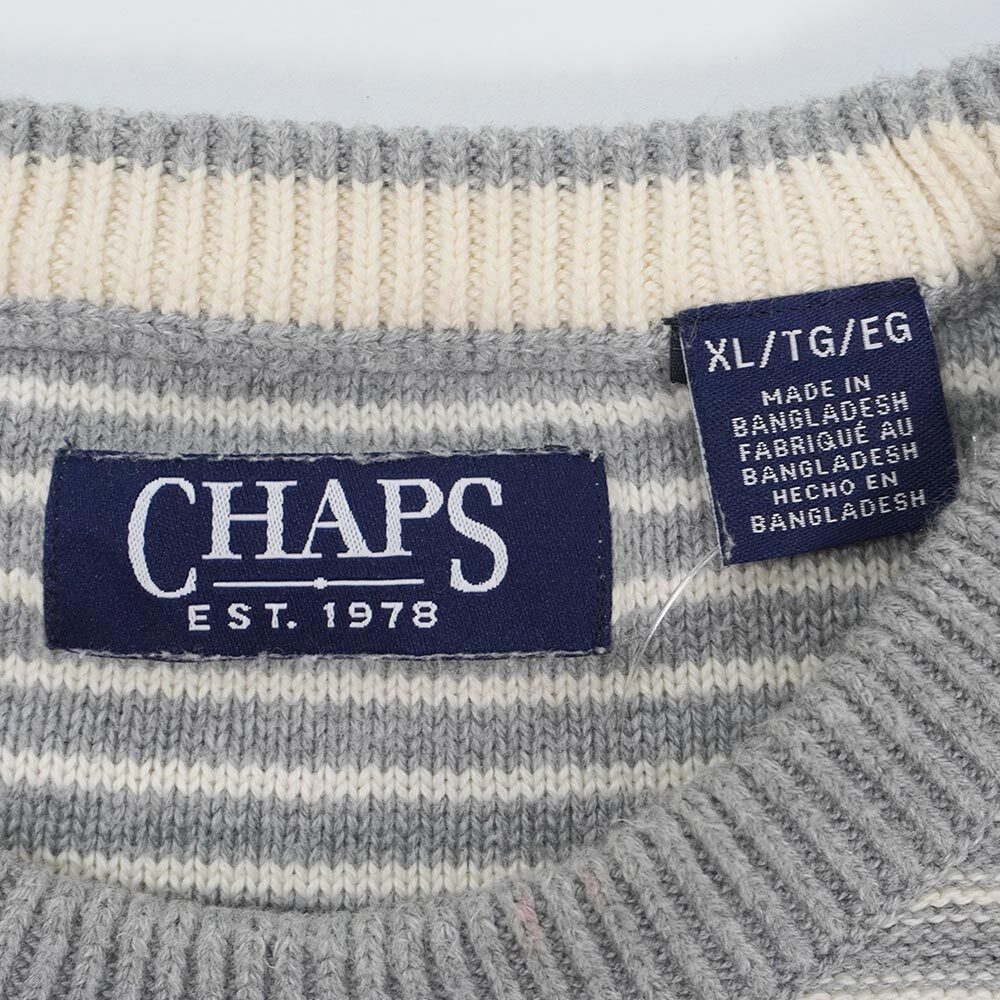 CHAPS
EST. 1978
XL/TG/EG
MADE IN
BANGLADESH
FABRIQUÉ AU
BANGLADESH
HECHO EN
BANGLADESH